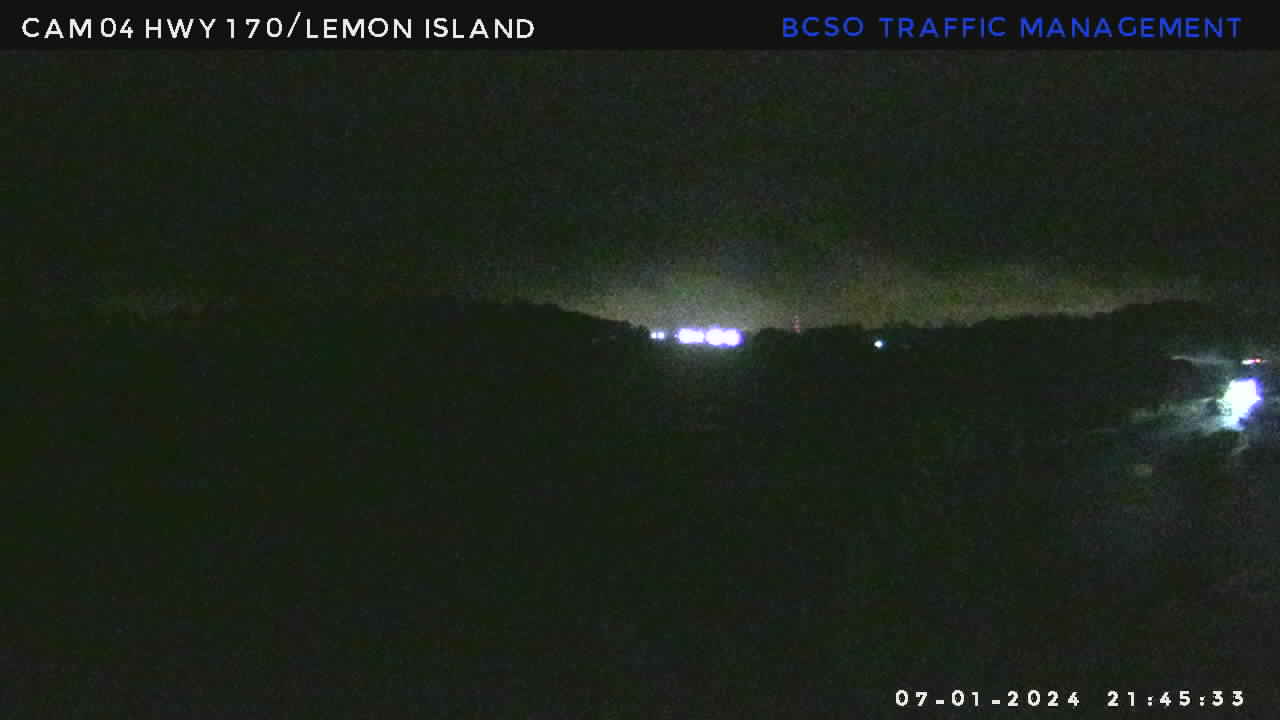 CAM04 HWY 170/LEMON ISLAND
BCSO TRAFFIC MANAGEMENT
07-01-2024 21:45:33